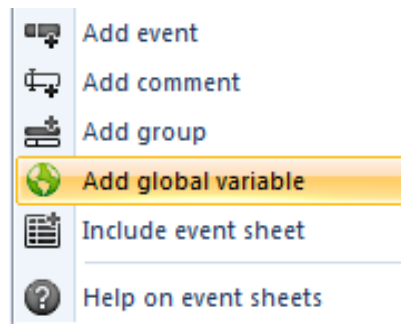 Add event
Add comment
Add group
Add global variable
Include event sheet
Help on event sheets